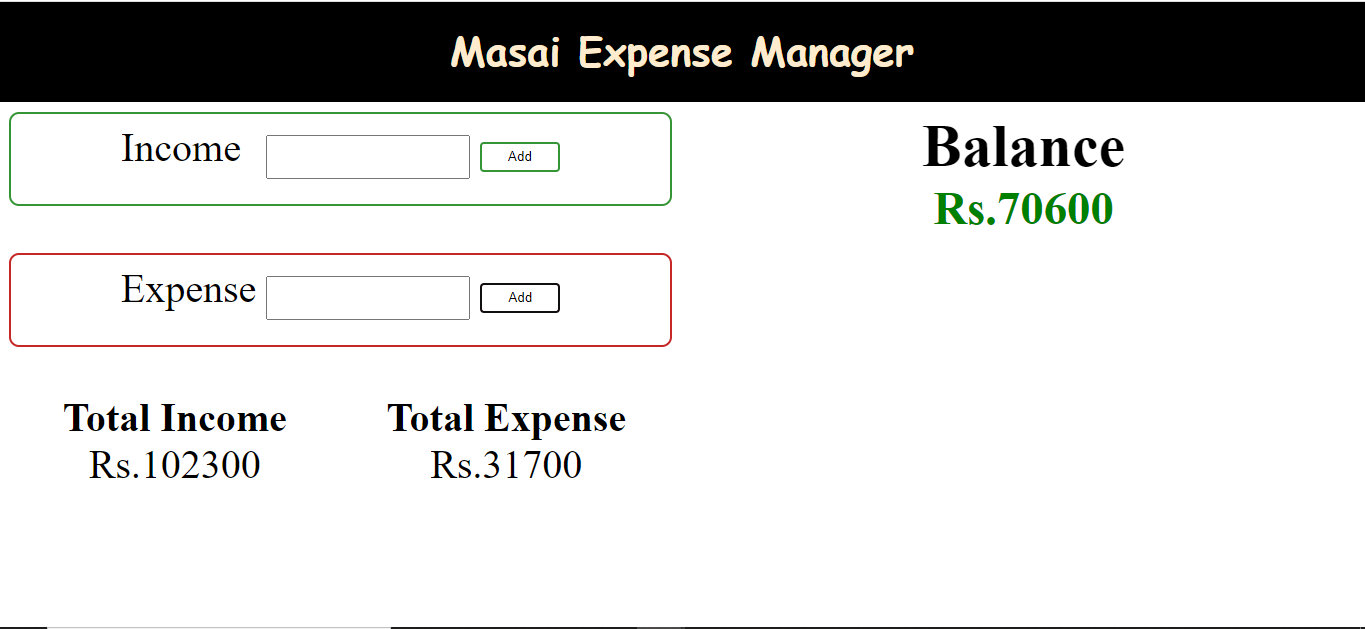 Masai Expense Manager
Income Add
Expense Add
Total Income
Rs.102300
Total Expense
Rs.31700
Balance
Rs.70600